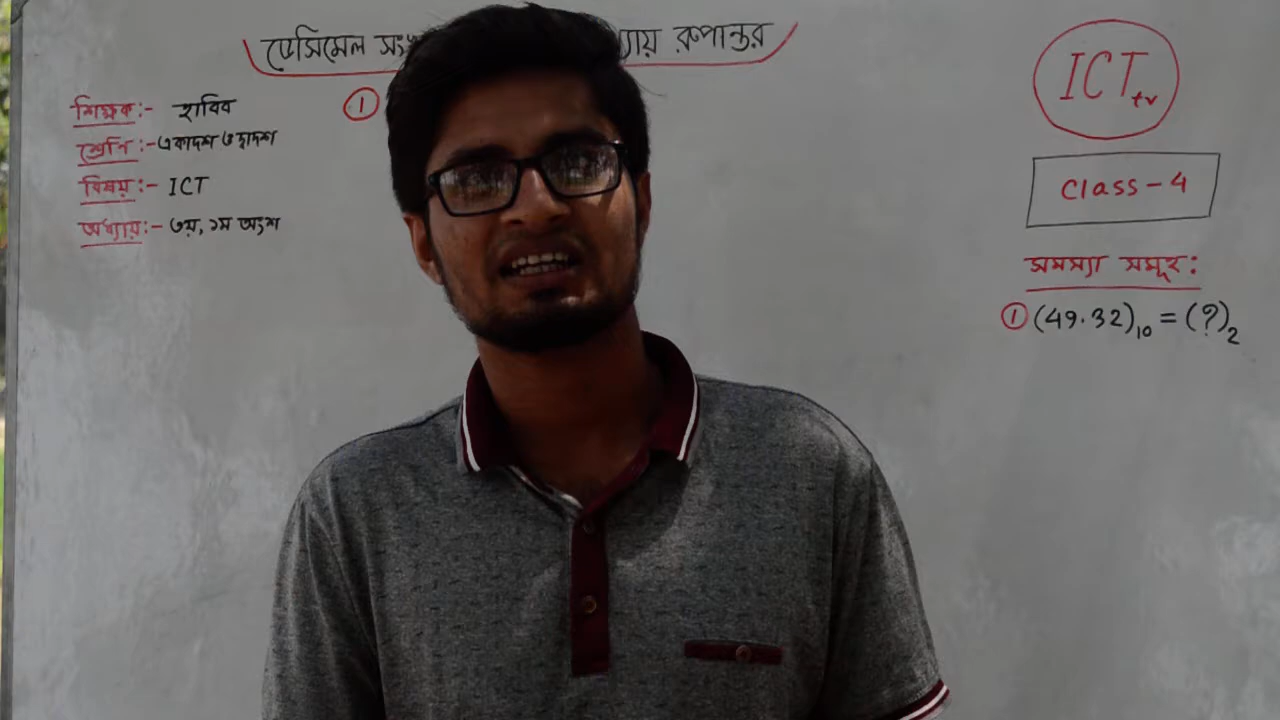 ডেসিমেল রুপান্তর
শিক্ষক:- হাবিব
শ্রেণি:- একাদশ ও দ্বাদশ
বিষয়:- ICT
অধ্যায়:- ৩য়, ১ম অংশ
①
ICT tv
Class-4
সমস্যা সমূহ:
① (49.32)₁₀ = (?)₂